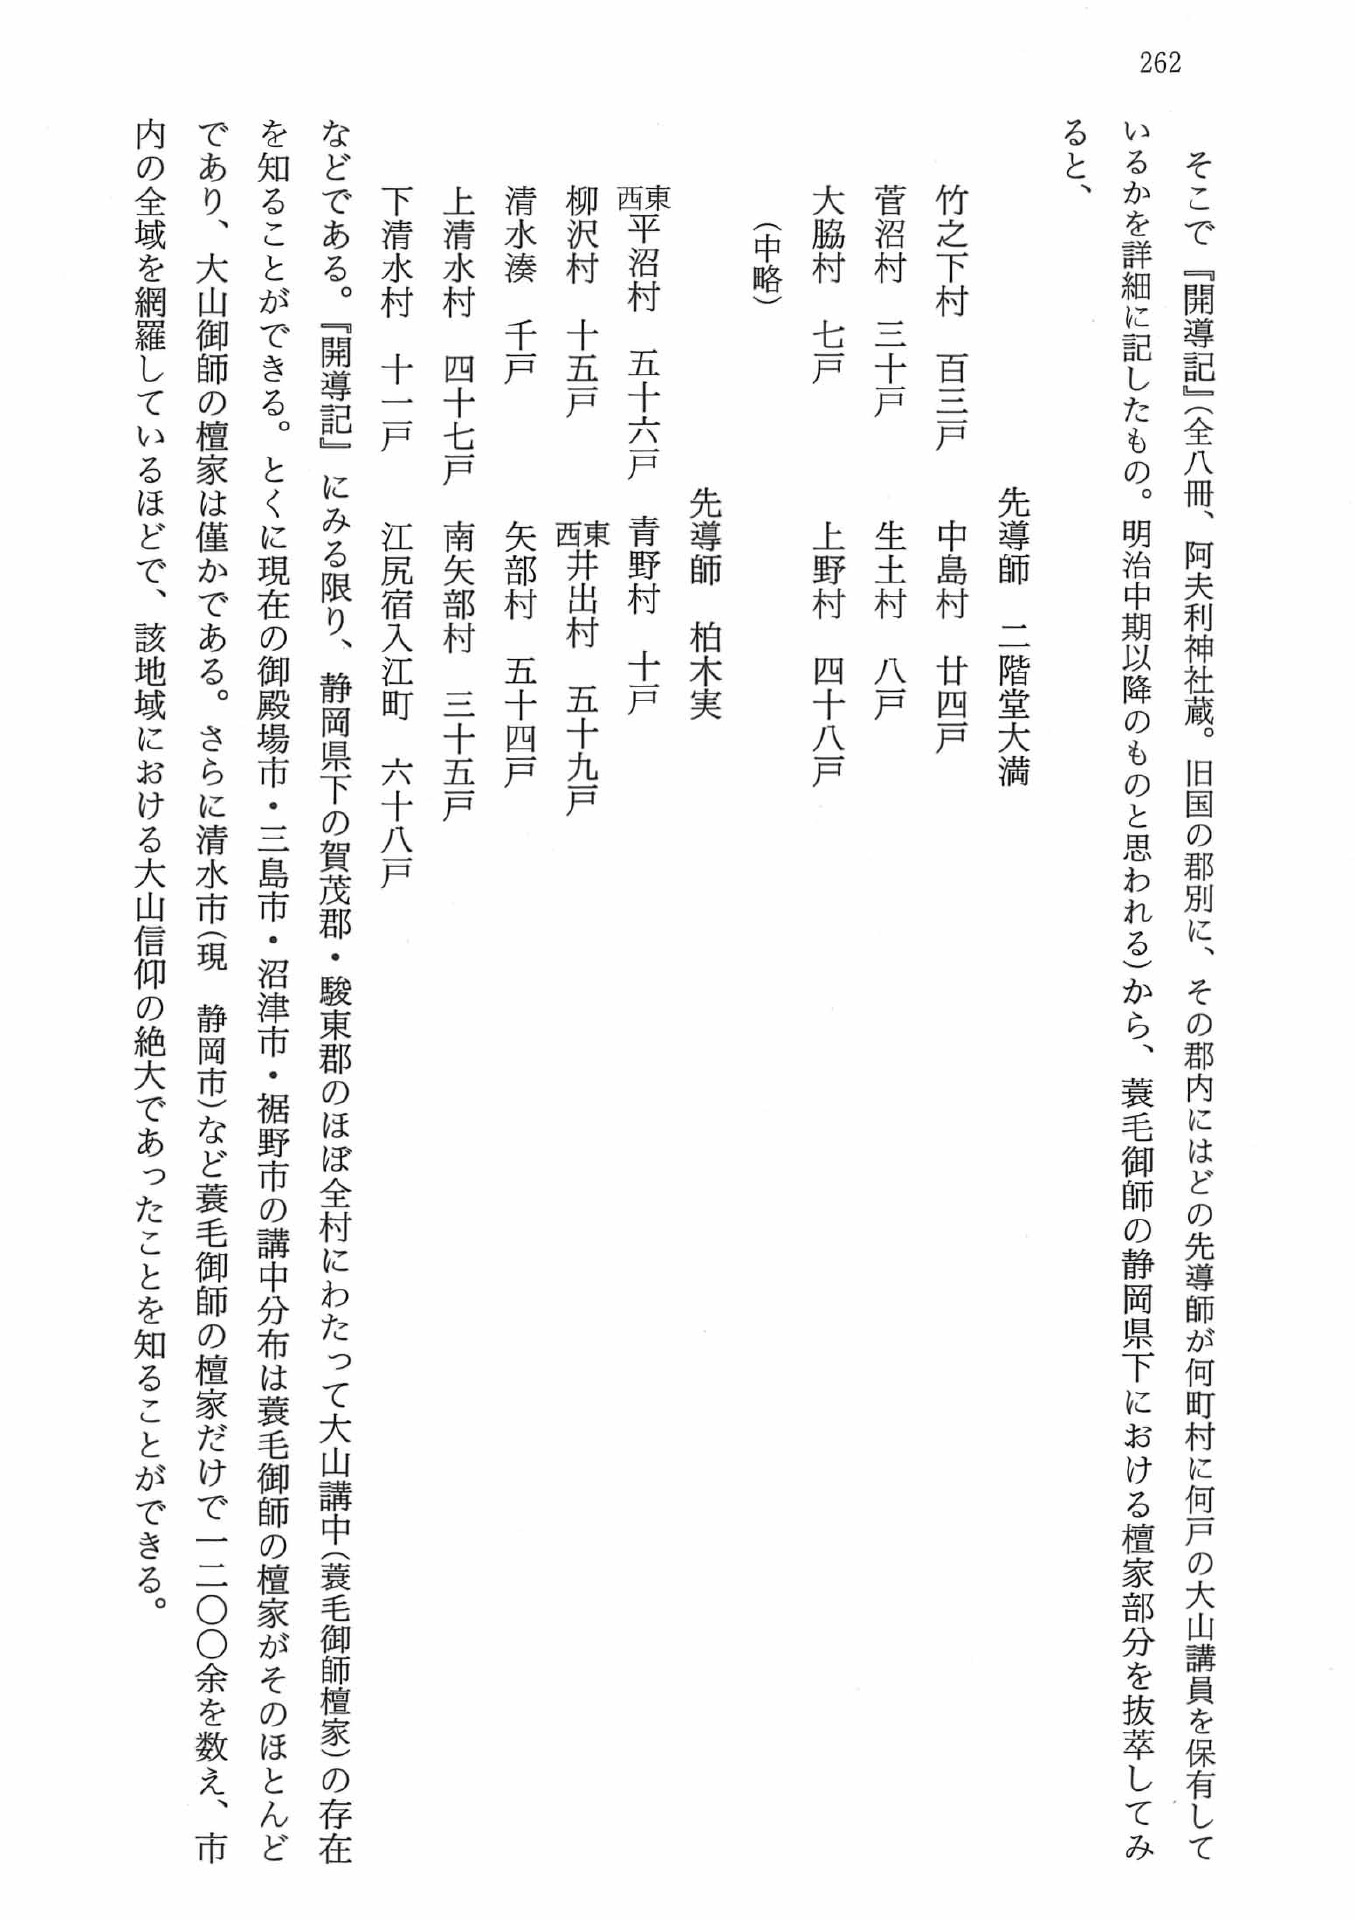 262
そこで『開導記』（全八冊、阿夫利神社蔵。旧国の郡別に、その郡内にはどの先導師が何町村に何戸の大山講員を保有して
いるかを詳細に記したもの。明治中期以降のものと思われる）から、蓑毛御師の静岡県下における檀家部分を抜萃してみ
ると、
先導師　二階堂大満
竹之下村　百三戸　中島村　廿四戸
菅沼村　三十戸　生土村　八戸
大脇村　七戸　上野村　四十八戸
（中略）
先導師　柏木実
東西平沼村　五十六戸　青野村　十戸
柳沢村　十五戸　東西井出村　五十九戸
清水湊　千戸　矢部村　五十四戸
上清水村　四十七戸　南矢部村　三十五戸
下清水村　十一戸　江尻宿入江町　六十八戸
などである。『開導記』にみる限り、静岡県下の賀茂郡・駿東郡のほぼ全村にわたって大山講中（蓑毛御師檀家）の存在
を知ることができる。とくに現在の御殿場市・三島市・沼津市・裾野市の講中分布は蓑毛御師の檀家がそのほとんど
であり、大山御師の檀家は僅かである。さらに清水市（現　静岡市）など蓑毛御師の檀家だけで一二〇〇余を数え、市
内の全域を網羅しているほどで、該地域における大山信仰の絶大であったことを知ることができる。